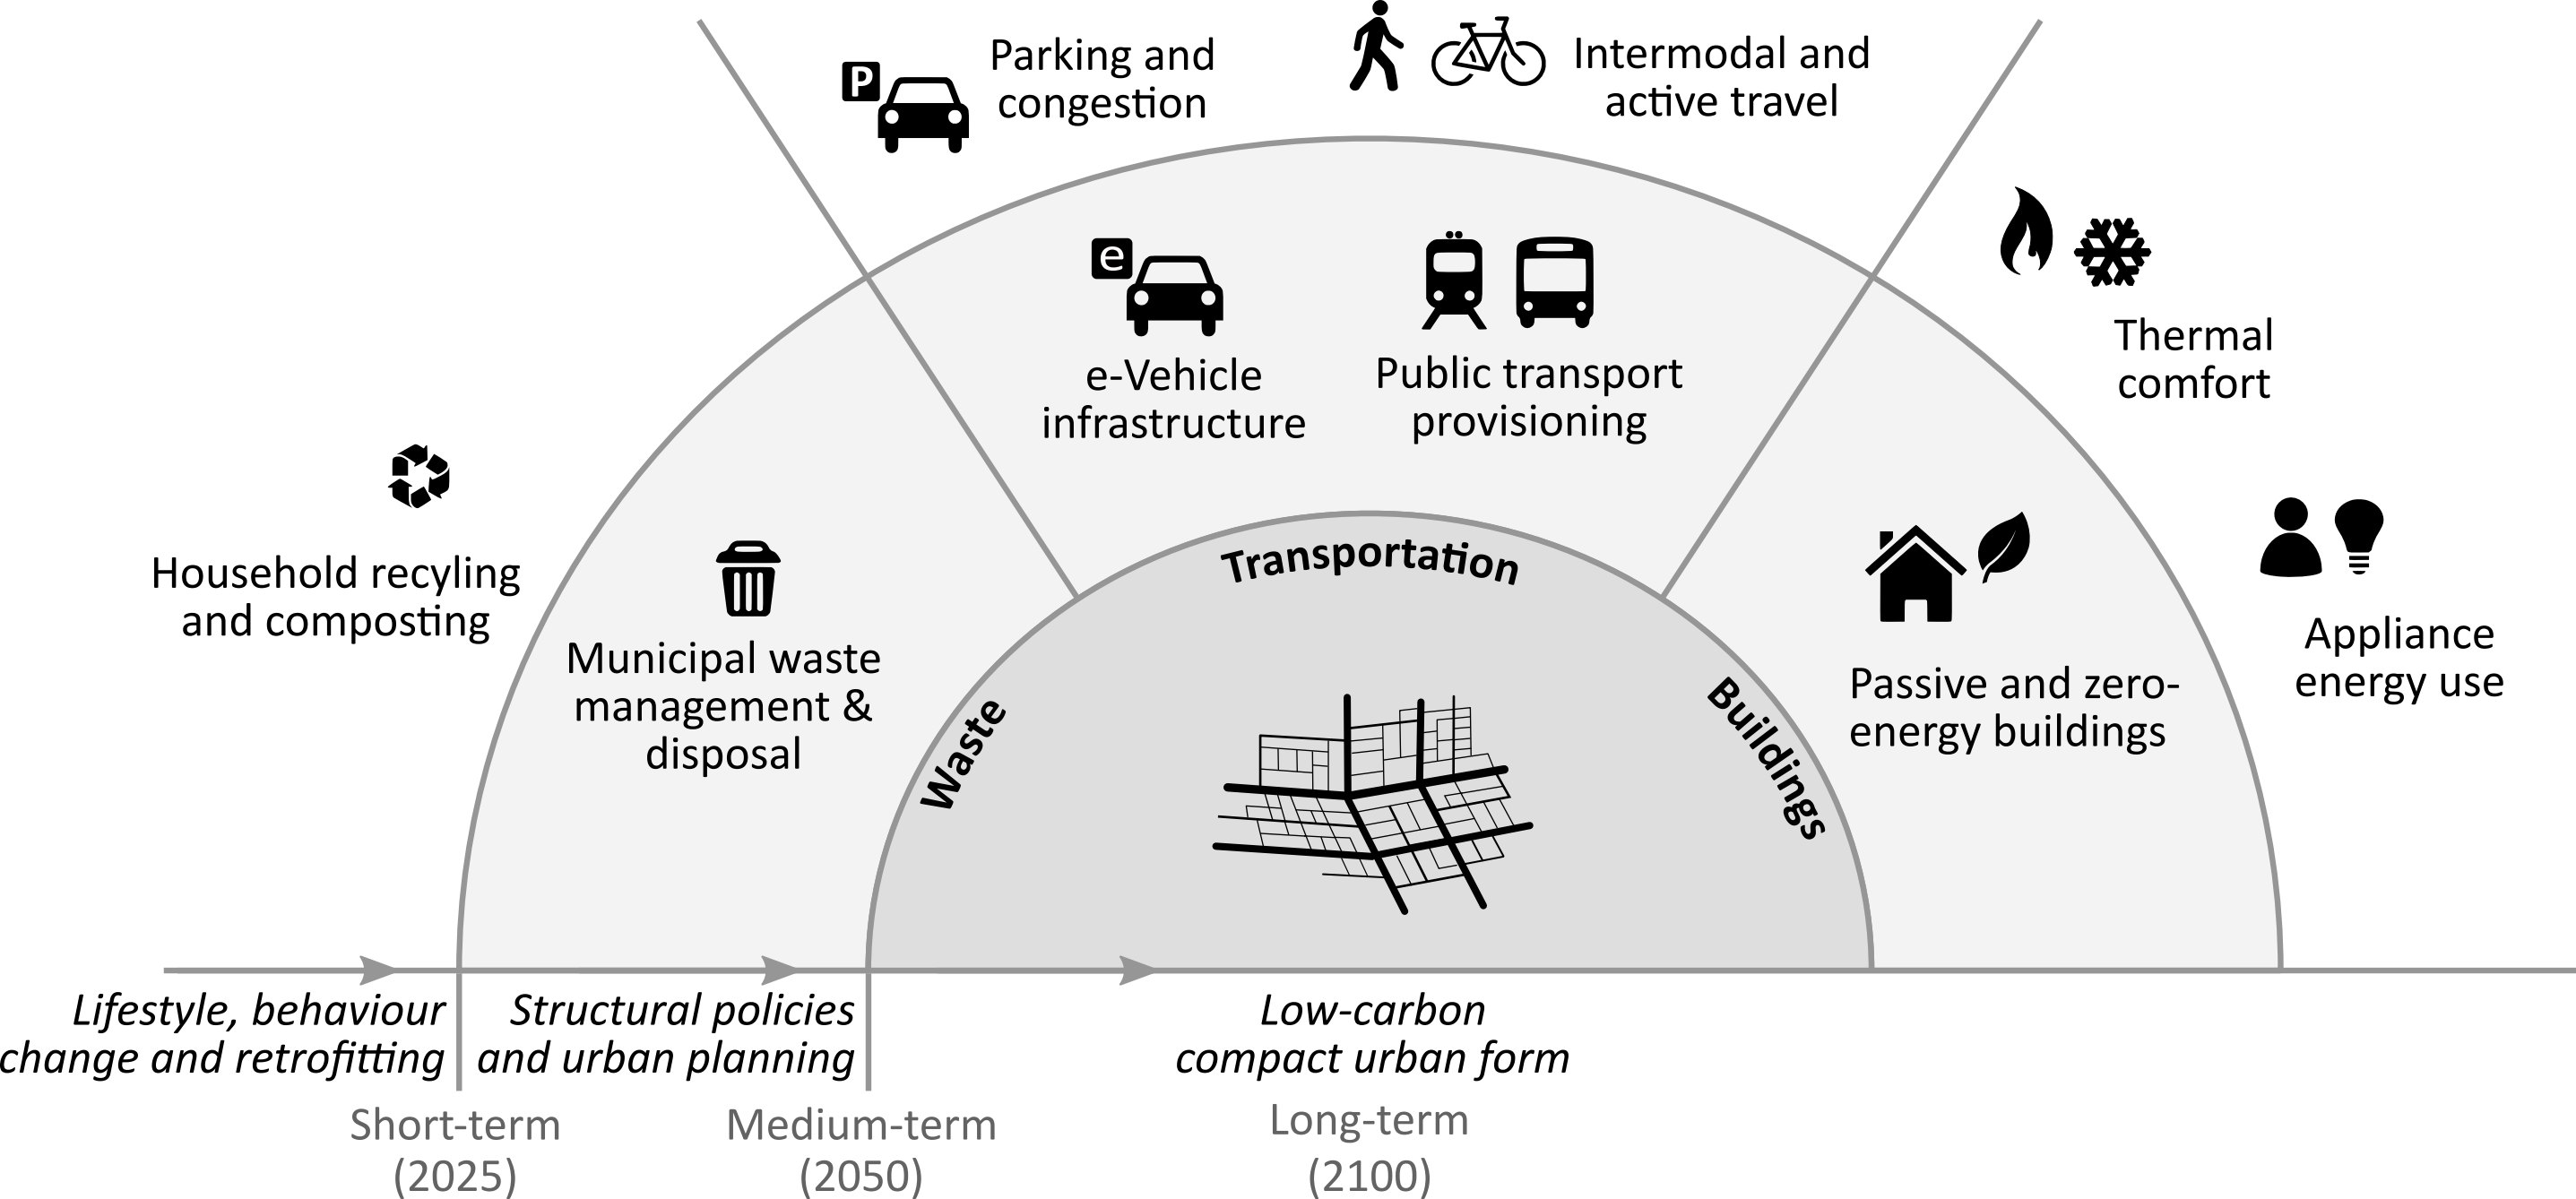 P
Parking and
congestion
Intermodal and
active travel
e
e-Vehicle
infrastructure
Public transport
provisioning
Thermal
comfort
Household recyling
and composting
Municipal waste
management &
disposal
Waste
Transportation
Buildings
Passive and zero-
energy buildings
Appliance
energy use
Lifestyle, behaviour
change and retrofitting
Structural policies
and urban planning
Low-carbon
compact urban form
Short-term
(2025)
Medium-term
(2050)
Long-term
(2100)